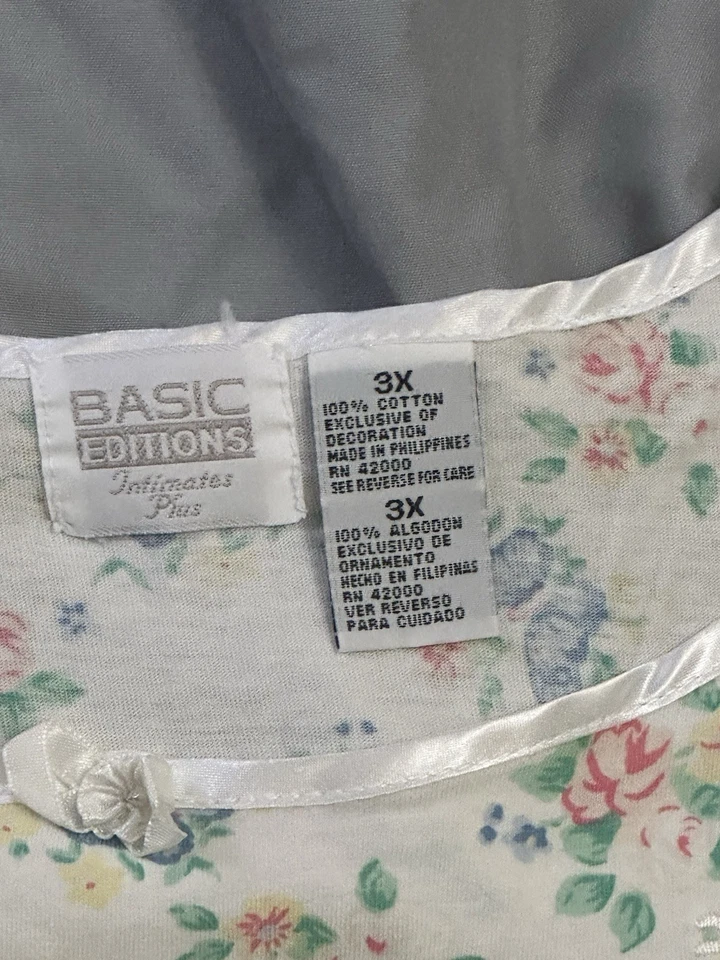 BASIC
EDITIONS
Intimates
Plus
3X
100% COTTON
EXCLUSIVE OF
DECORATION
MADE IN PHILIPPINES
RN 42000
SEE REVERSE FOR CARE
3X
100% ALGODON
EXCLUSIVO DE
ORNAMENTO
HECHO EN FILIPINAS
RN 42000
VER REVERSO
PARA CUIDADO